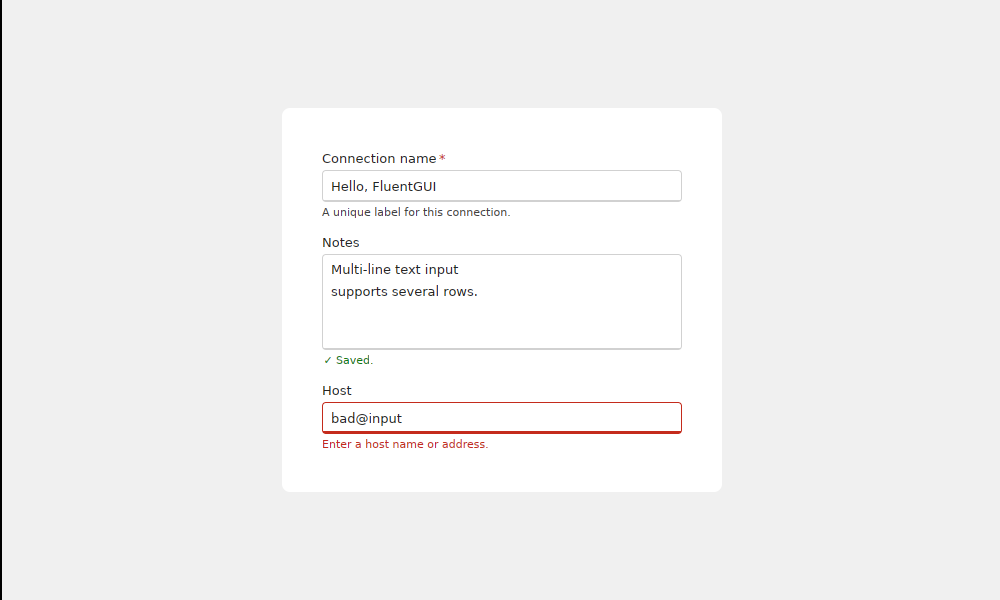 Connection name *
Hello, FluentGUI
A unique label for this connection.
Notes
Multi-line text input
supports several rows.
✓ Saved.
Host
bad@input
Enter a host name or address.